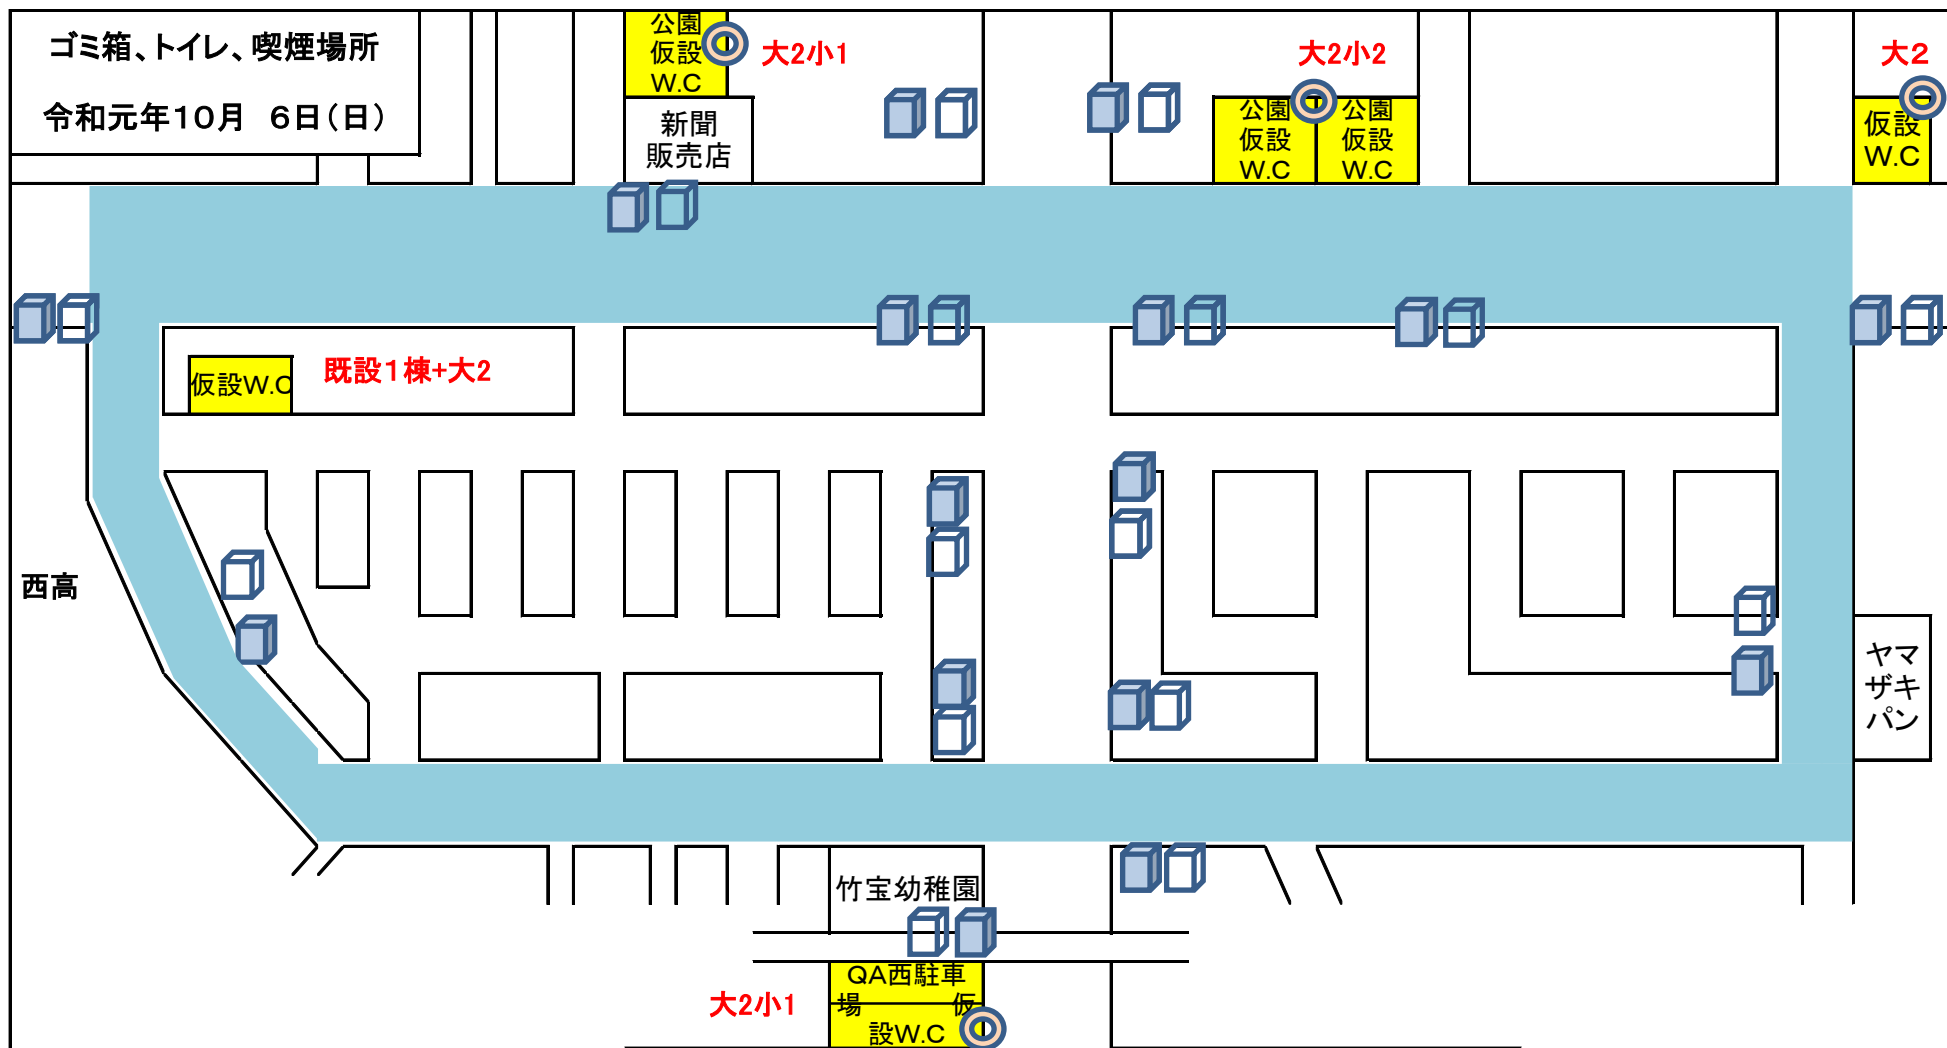 ゴミ箱、トイレ、喫煙場所
令和元年10月　6日(日)
公園
仮設
W.C
大2小1
新聞
販売店
大2小2
公園
仮設
W.C
公園
仮設
W.C
大2
仮設
W.C
仮設W.C
既設1棟+大2
西高
ヤマ
ザキ
パン
竹宝幼稚園
QA西駐車
場　仮
設W.C
大2小1